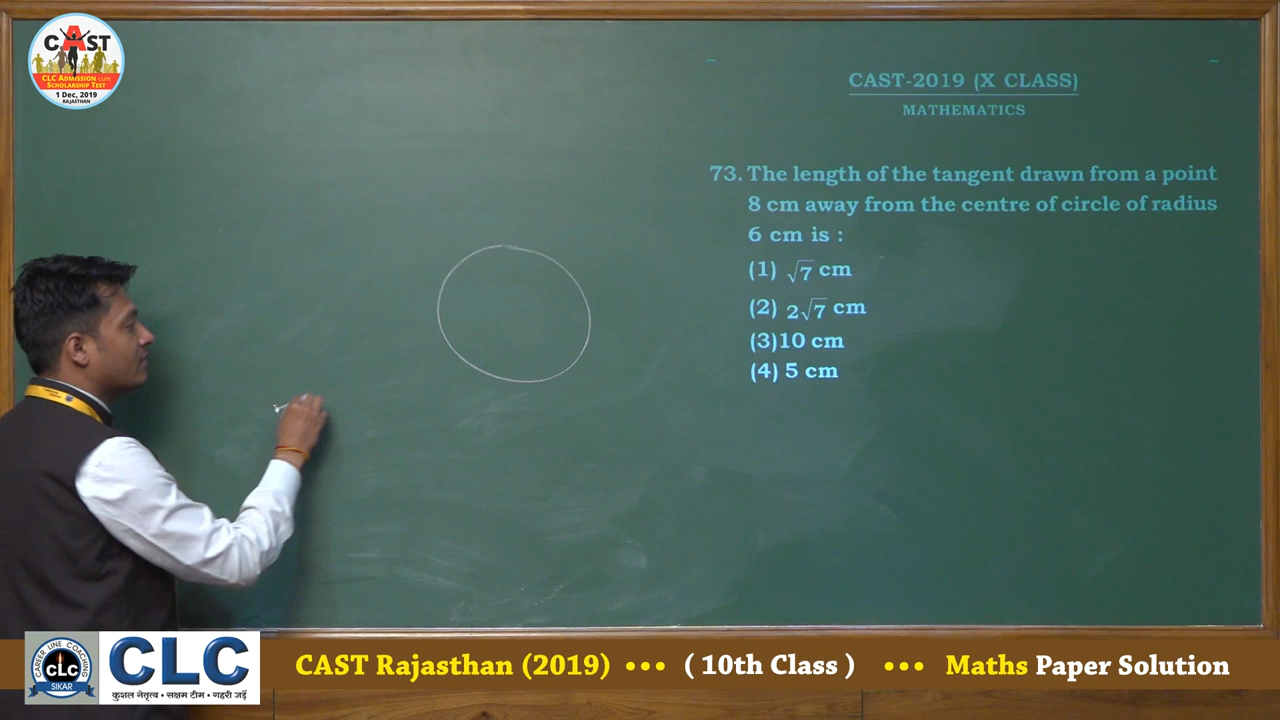 CAST
CLC ADMISSION cum
SCHOLARSHIP TEST
1 Dec, 2019
RAJASTHAN
CAST-2019 (X CLASS)
MATHEMATICS
73. The length of the tangent drawn from a point
8 cm away from the centre of circle of radius
6 cm is :
(1) √7 cm
(2) 2√7 cm
(3)10 cm
(4) 5 cm
CAREER LINE COACHING
CLC
SIKAR
CLC
कुशल नेतृत्व • सक्षम टीम • गहरी जड़ें
CAST Rajasthan (2019) ••• ( 10th Class ) ••• Maths Paper Solution